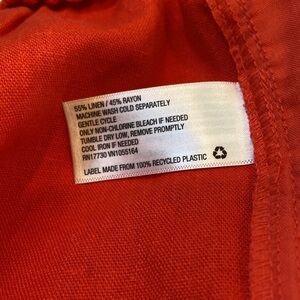 55% LINEN / 45% RAYON
MACHINE WASH COLD SEPARATELY
GENTLE CYCLE
ONLY NON-CHLORINE BLEACH IF NEEDED
TUMBLE DRY LOW, REMOVE PROMPTLY
COOL IRON IF NEEDED
RN17730 VN1055164
LABEL MADE FROM 100% RECYCLED PLASTIC